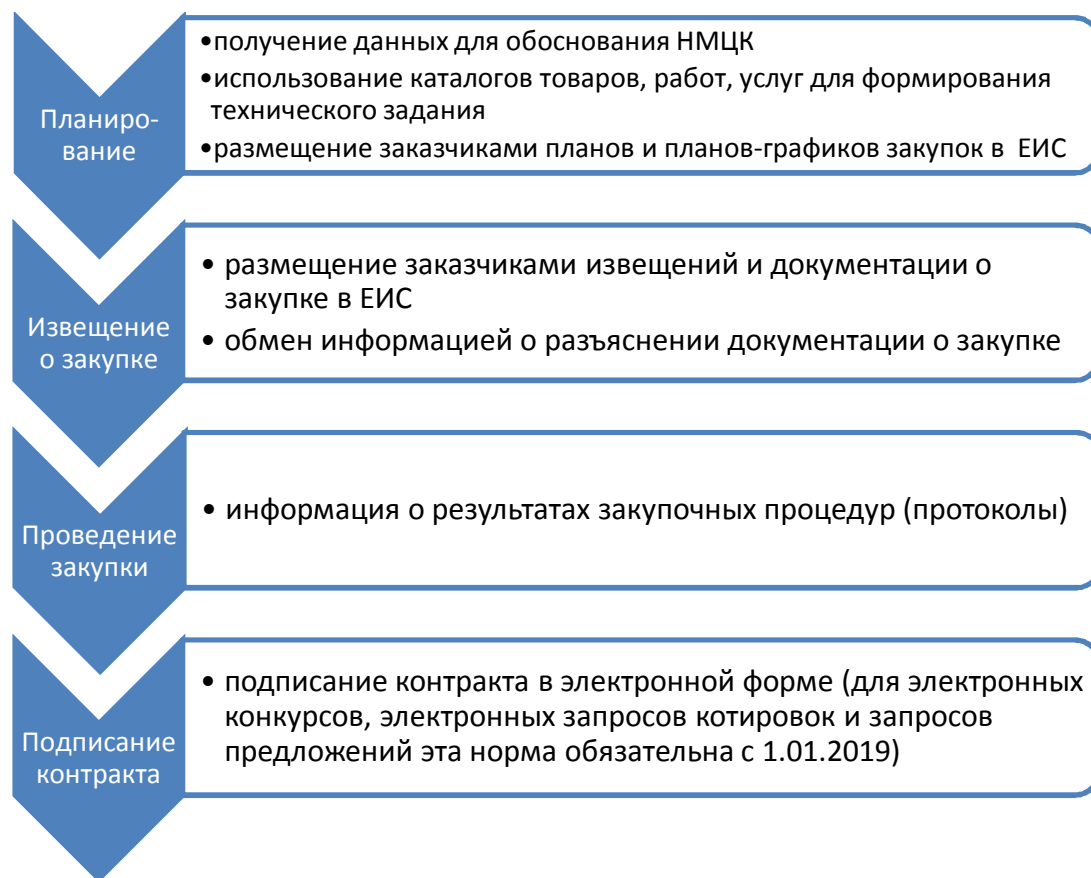 Планиро-
вание
•получение данных для обоснования НМЦК
•использование каталогов товаров, работ, услуг для формирования
технического задания
•размещение заказчиками планов и планов-графиков закупок в ЕИС
Извещение
о закупке
• размещение заказчиками извещений и документации о
закупке в ЕИС
• обмен информацией о разъяснении документации о закупке
Проведение
закупки
• информация о результатах закупочных процедур (протоколы)
Подписание
контракта
• подписание контракта в электронной форме (для электронных
конкурсов, электронных запросов котировок и запросов
предложений эта норма обязательна с 1.01.2019)